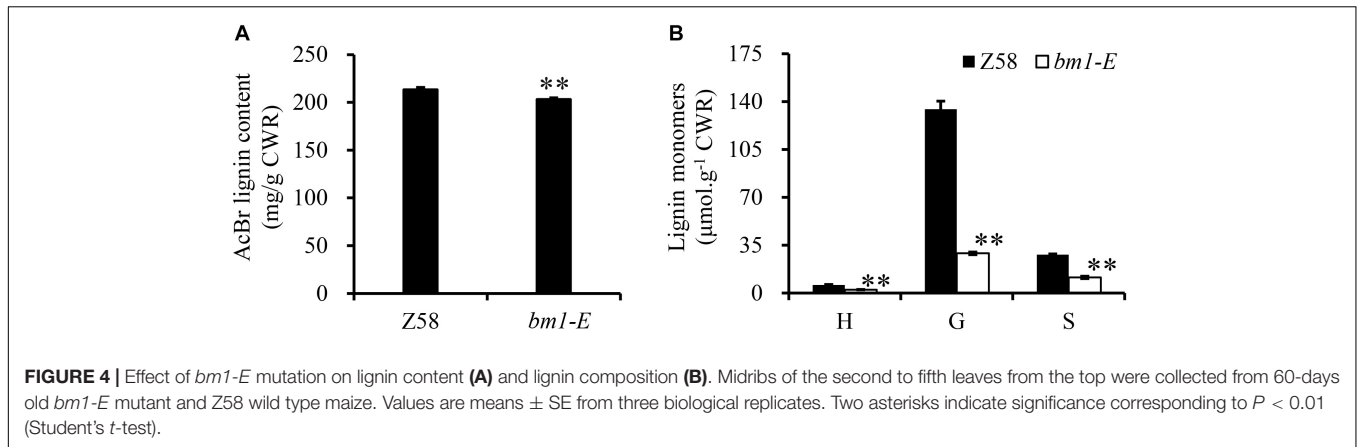 A
B
250
200
150
100
50
0
AcBr lignin content
(mg/g CWR)
**
Z58
bm1-E
175
140
105
70
35
0
Lignin monomers
(μmol.g⁻¹ CWR)
Z58 bm1-E
**
**
**
H G S
FIGURE 4 | Effect of bm1-E mutation on lignin content (A) and lignin composition (B). Midribs of the second to fifth leaves from the top were collected from 60-days
old bm1-E mutant and Z58 wild type maize. Values are means ± SE from three biological replicates. Two asterisks indicate significance corresponding to P < 0.01
(Student's t-test).